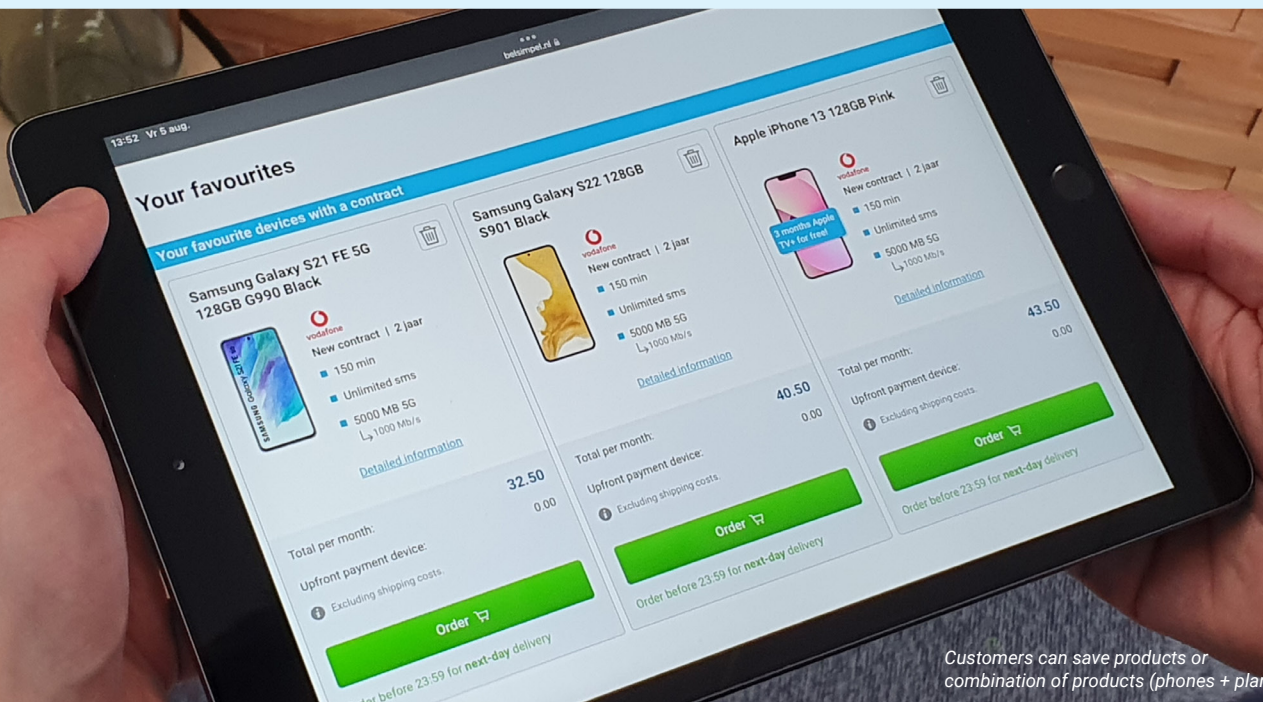 13:52 Vr 5 aug.
belsimpel.nl
Your favourites
Your favourite devices with a contract
Samsung Galaxy S21 FE 5G
128GB G990 Black
SAMSUNG Galaxy S21 FE 5G
vodafone
New contract | 2 jaar
150 min
Unlimited sms
5000 MB 5G
1000 Mb/s
Detailed information
Total per month:
32.50
Upfront payment device:
0.00
Excluding shipping costs.
Order
before 23:59 for next-day delivery
Samsung Galaxy S22 128GB
S901 Black
vodafone
New contract | 2 jaar
150 min
Unlimited sms
5000 MB 5G
1000 Mb/s
Detailed information
Total per month:
40.50
Upfront payment device:
0.00
Excluding shipping costs.
Order
Order before 23:59 for next-day delivery
Apple iPhone 13 128GB Pink
3 months Apple
TV+ for free!
vodafone
New contract | 2 jaar
150 min
Unlimited sms
5000 MB 5G
1000 Mb/s
Detailed information
Total per month:
43.50
Upfront payment device:
0.00
Excluding shipping costs.
Order
Order before 23:59 for next-day delivery
Customers can save products or
combination of products (phones +